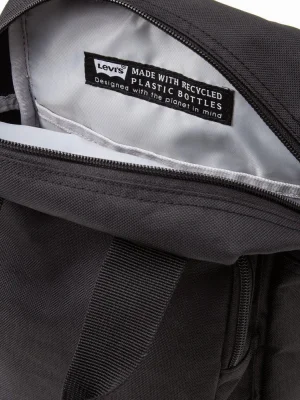 Levi's
MADE WITH RECYCLED
PLASTIC BOTTLES
Designed with the planet in mind